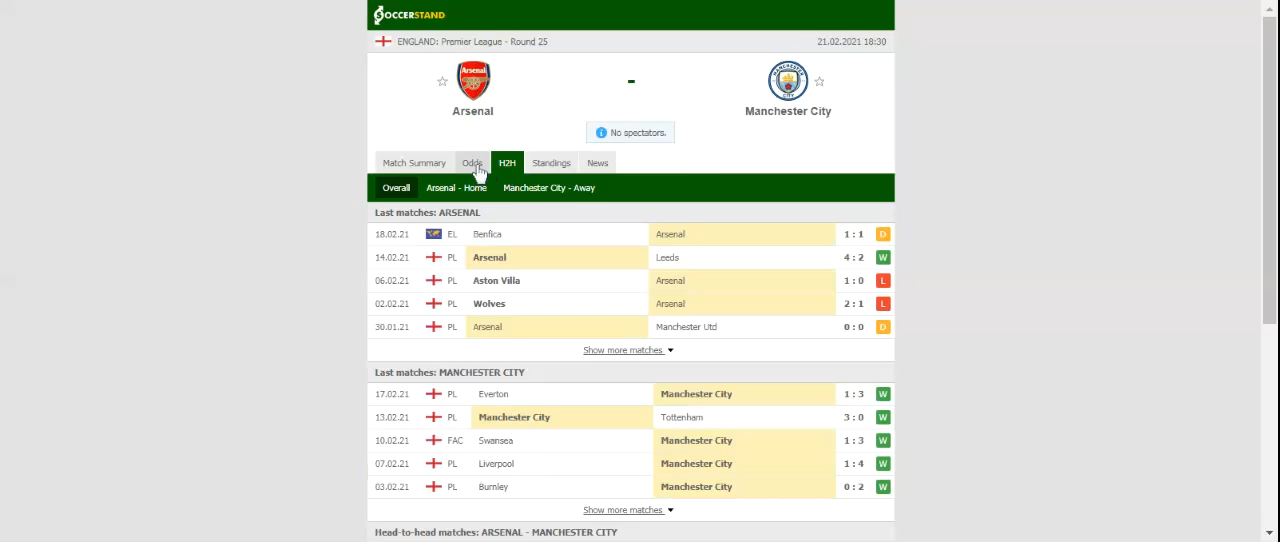 SOCCERSTAND
ENGLAND: Premier League - Round 25 21.02.2021 18:30
Arsenal
MANCHESTER
CITY
-
Arsenal Manchester City
No spectators.
Match Summary Odds H2H Standings News
Overall Arsenal - Home Manchester City - Away
Last matches: ARSENAL
18.02.21 EL Benfica Arsenal 1 : 1 D
14.02.21 PL Arsenal Leeds 4 : 2 W
06.02.21 PL Aston Villa Arsenal 1 : 0 L
02.02.21 PL Wolves Arsenal 2 : 1 L
30.01.21 PL Arsenal Manchester Utd 0 : 0 D
Show more matches
Last matches: MANCHESTER CITY
17.02.21 PL Everton Manchester City 1 : 3 W
13.02.21 PL Manchester City Tottenham 3 : 0 W
10.02.21 FAC Swansea Manchester City 1 : 3 W
07.02.21 PL Liverpool Manchester City 1 : 4 W
03.02.21 PL Burnley Manchester City 0 : 2 W
Show more matches
Head-to-head matches: ARSENAL - MANCHESTER CITY